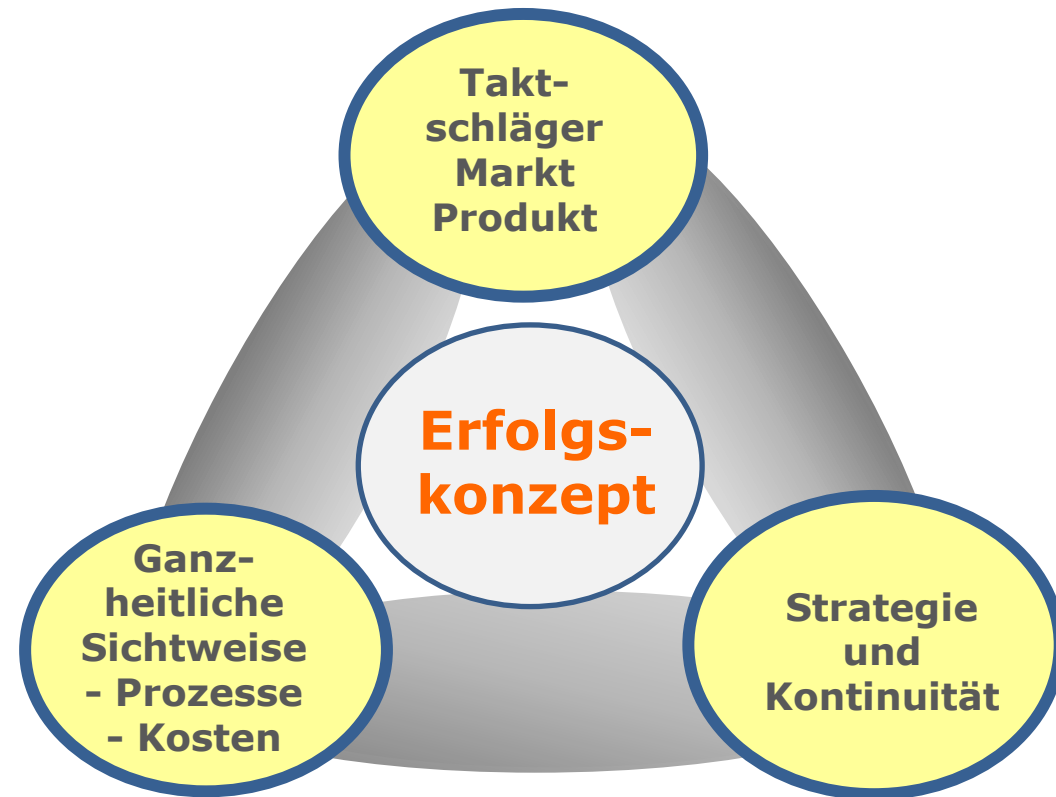 Takt-
schläger
Markt
Produkt
Erfolgs-
konzept
Ganz-
heitliche
Sichtweise
- Prozesse
- Kosten
Strategie
und
Kontinuität